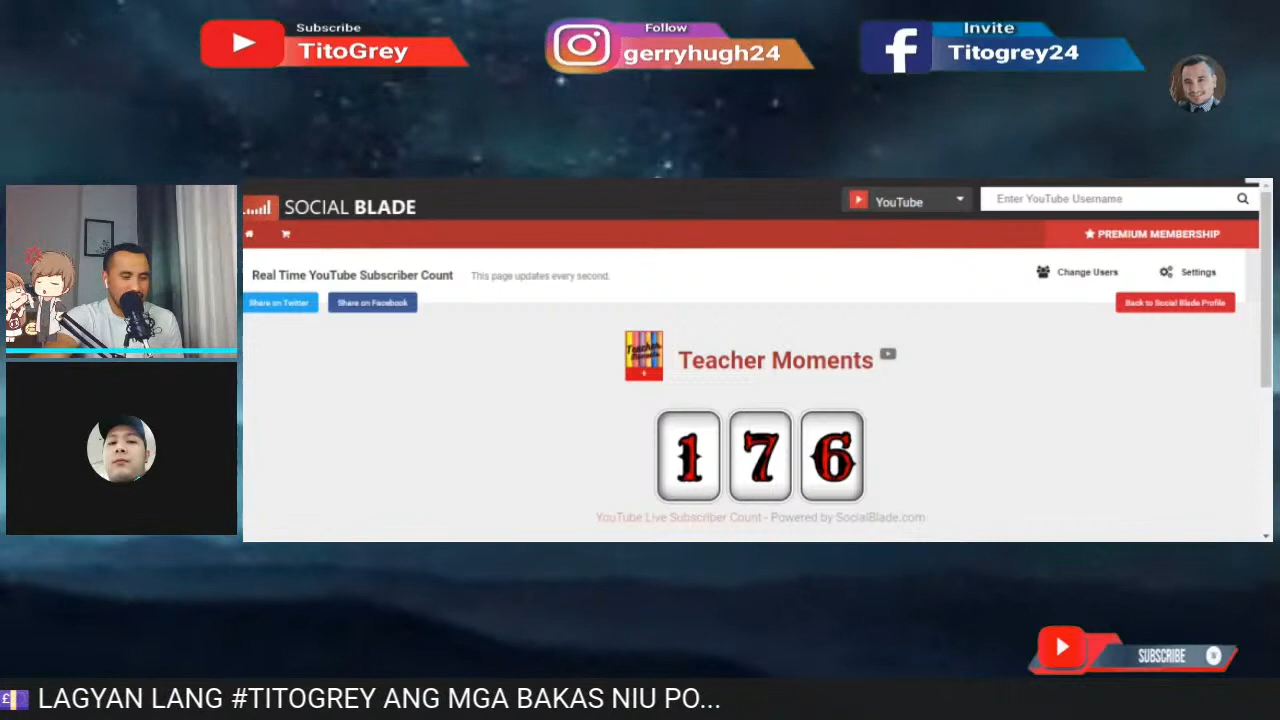 Subscribe
TitoGrey
Follow
gerryhugh24
Invite
Titogrey24
SOCIAL BLADE
YouTube
Enter YouTube Username
PREMIUM MEMBERSHIP
Real Time YouTube Subscriber Count
This page updates every second.
Change Users
Settings
Share on Twitter
Share on Facebook
Back to Social Blade Profile
Teacher Moments
Teacher Moments
176
YouTube Live Subscriber Count - Powered by SocialBlade.com
SUBSCRIBE
LAGYAN LANG #TITOGREY ANG MGA BAKAS NIU PO...